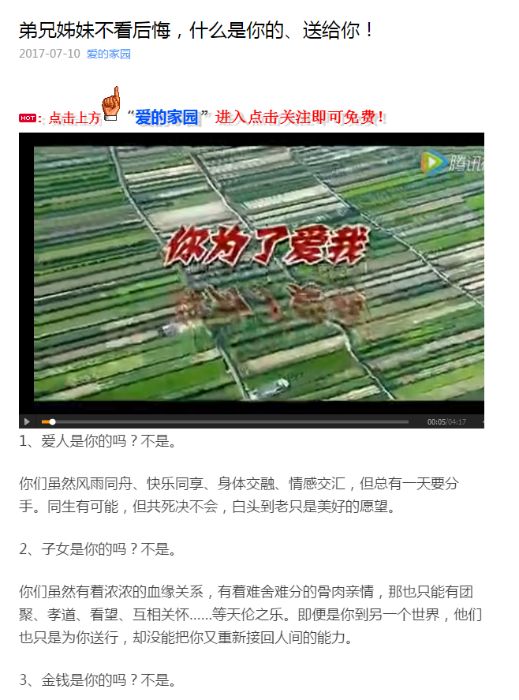 弟兄姊妹不看后悔，什么是你的、送给你！
2017-07-10 爱的家园
HOT：点击上方“爱的家园”进入点击关注即可免费！
腾讯
你为了爱我
00:05/04:17
1、爱人是你的吗？不是。
你们虽然风雨同舟、快乐同享、身体交融、情感交汇，但总有一天要分
手。同生有可能，但共死决不会，白头到老只是美好的愿望。
2、子女是你的吗？不是。
你们虽然有着浓浓的血缘关系，有着难舍难分的骨肉亲情，那也只能有团
聚、孝道、看望、互相关怀......等天伦之乐。即便是你到另一个世界，他们
也只是为你送行，却没能把你又重新接回人间的能力。
3、金钱是你的吗？不是。